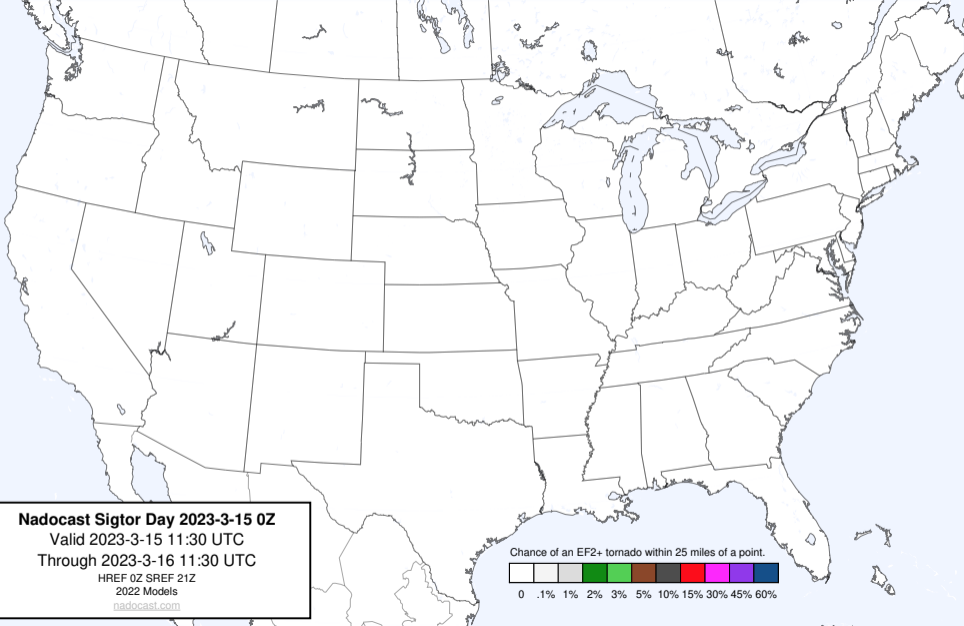 Nadocast Sigtor Day 2023-3-15 0Z
Valid 2023-3-15 11:30 UTC
Through 2023-3-16 11:30 UTC
HREF 0Z SREF 21Z
2022 Models
nadocast.com
Chance of an EF2+ tornado within 25 miles of a point.
0 .1% 1% 2% 3% 5% 10% 15% 30% 45% 60%